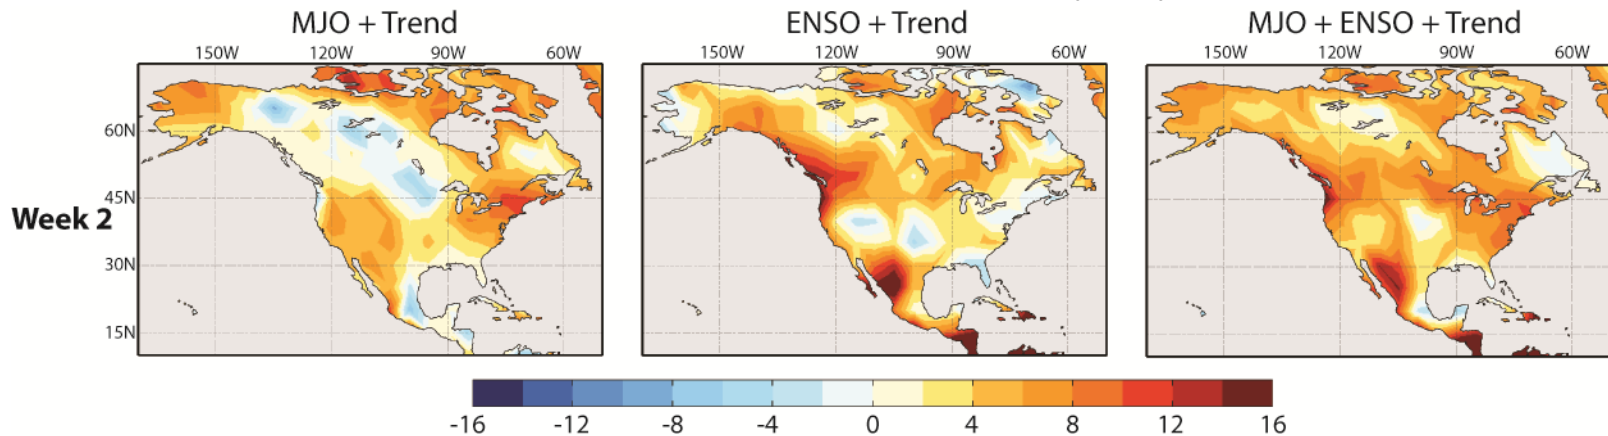 MJO + Trend
ENSO + Trend
MJO + ENSO + Trend
150W 120W 90W 60W
150W 120W 90W 60W
150W 120W 90W 60W
60N
45N
Week 2
30N
15N
-16 -12 -8 -4 0 4 8 12 16